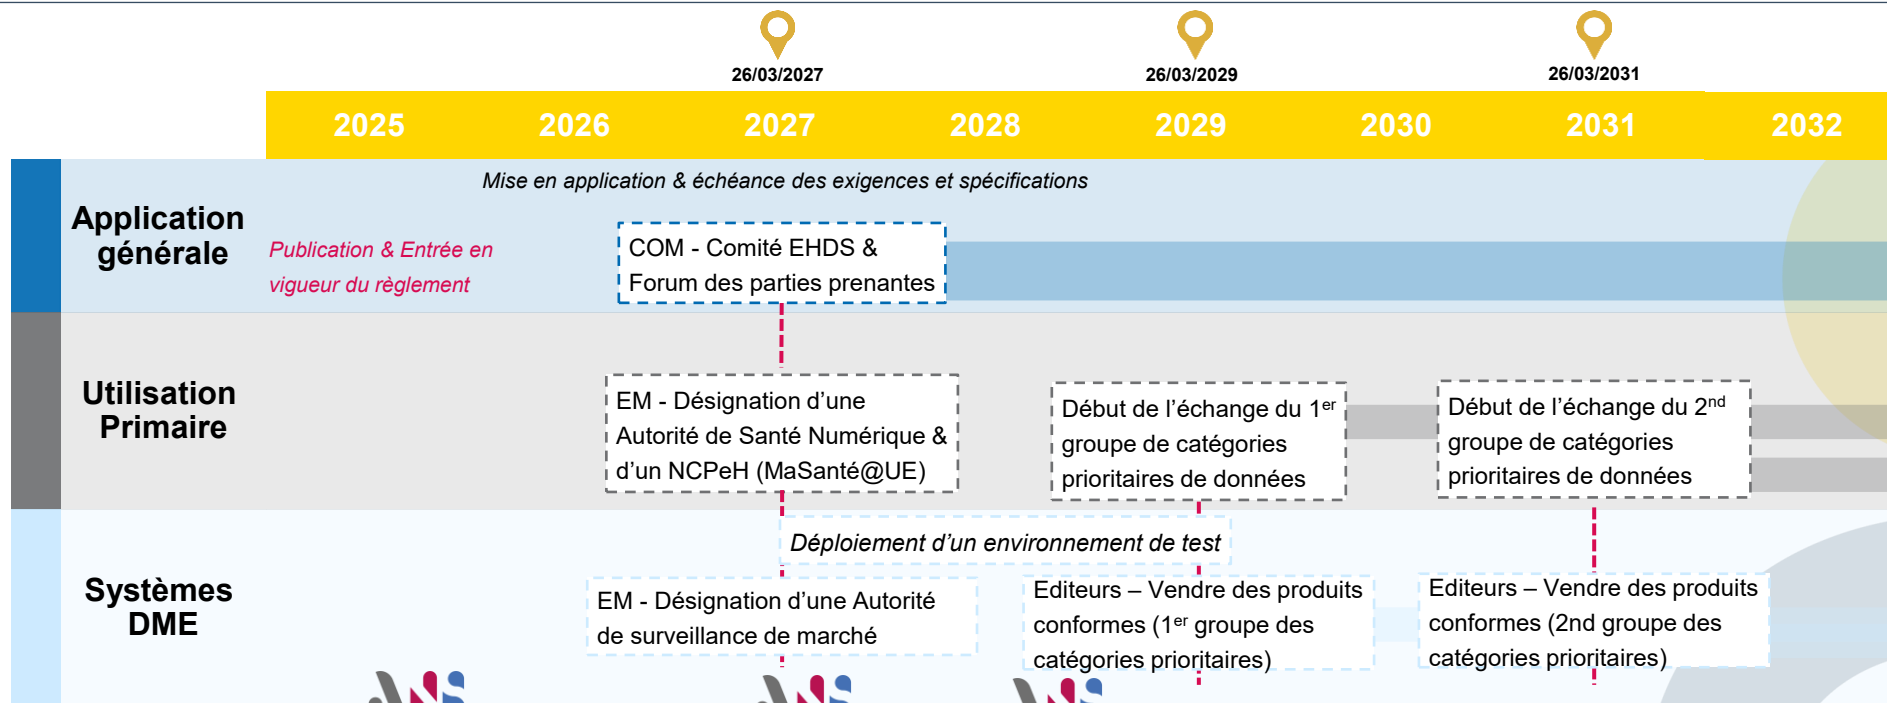 26/03/2027
26/03/2029
26/03/2031
2025
2026
2027
2028
2029
2030
2031
2032
Application
générale
Mise en application & échéance des exigences et spécifications
Publication & Entrée en
vigueur du règlement
COM - Comité EHDS &
Forum des parties prenantes
Utilisation
Primaire
EM - Désignation d’une
Autorité de Santé Numérique &
d’un NCPeH (MaSanté@UE)
Début de l’échange du 1er
groupe de catégories
prioritaires de données
Début de l’échange du 2nd
groupe de catégories
prioritaires de données
Systèmes
DME
Déploiement d’un environnement de test
EM - Désignation d’une Autorité
de surveillance de marché
Editeurs – Vendre des produits
conformes (1er groupe des
catégories prioritaires)
Editeurs – Vendre des produits
conformes (2nd groupe des
catégories prioritaires)